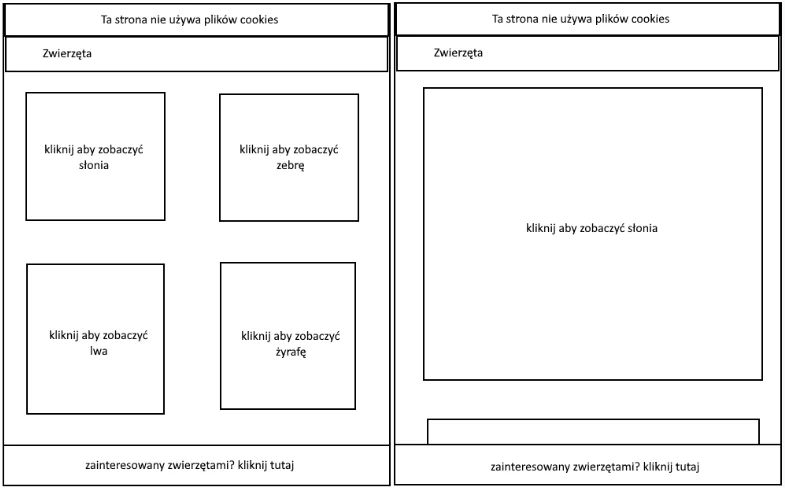 Ta strona nie używa plików cookies
Zwierzęta
kliknij aby zobaczyć
słonia
kliknij aby zobaczyć
zebrę
kliknij aby zobaczyć
lwa
kliknij aby zobaczyć
żyrafę
zainteresowany zwierzętami? kliknij tutaj
Ta strona nie używa plików cookies
Zwierzęta
kliknij aby zobaczyć słonia
zainteresowany zwierzętami? kliknij tutaj